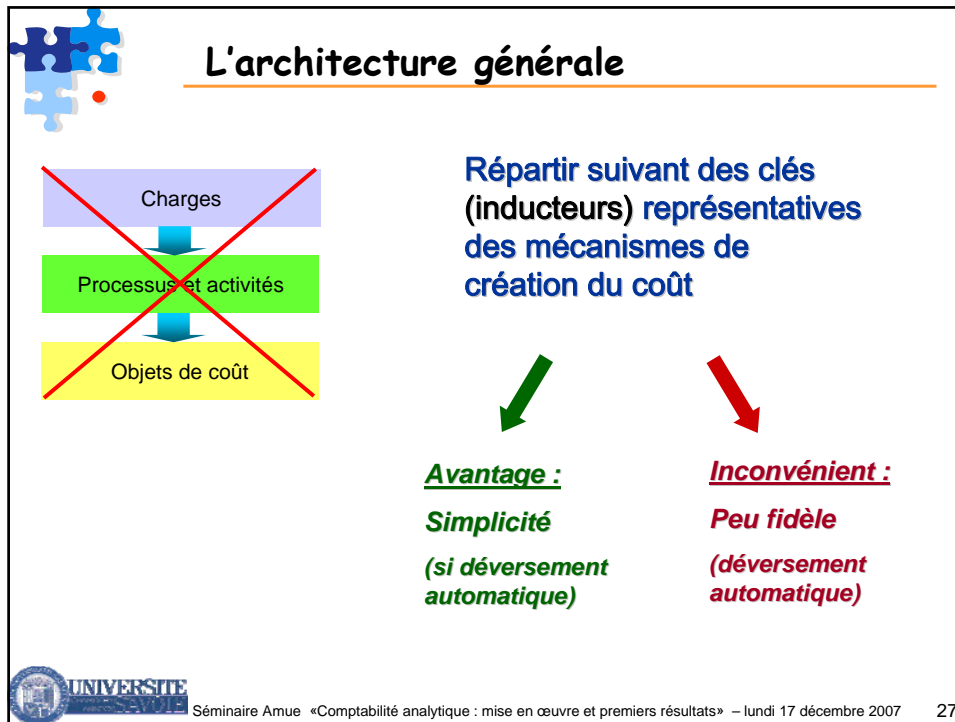 L'architecture générale
Charges
Processus et activités
Objets de coût
Répartir suivant des clés
(inducteurs) représentatives
des mécanismes de
création du coût
Avantage :
Simplicité
(si déversement
automatique)
Inconvénient :
Peu fidèle
(déversement
automatique)
UNIVERSITE
SAVOIE
Séminaire Amue «Comptabilité analytique : mise en œuvre et premiers résultats» – lundi 17 décembre 2007
27